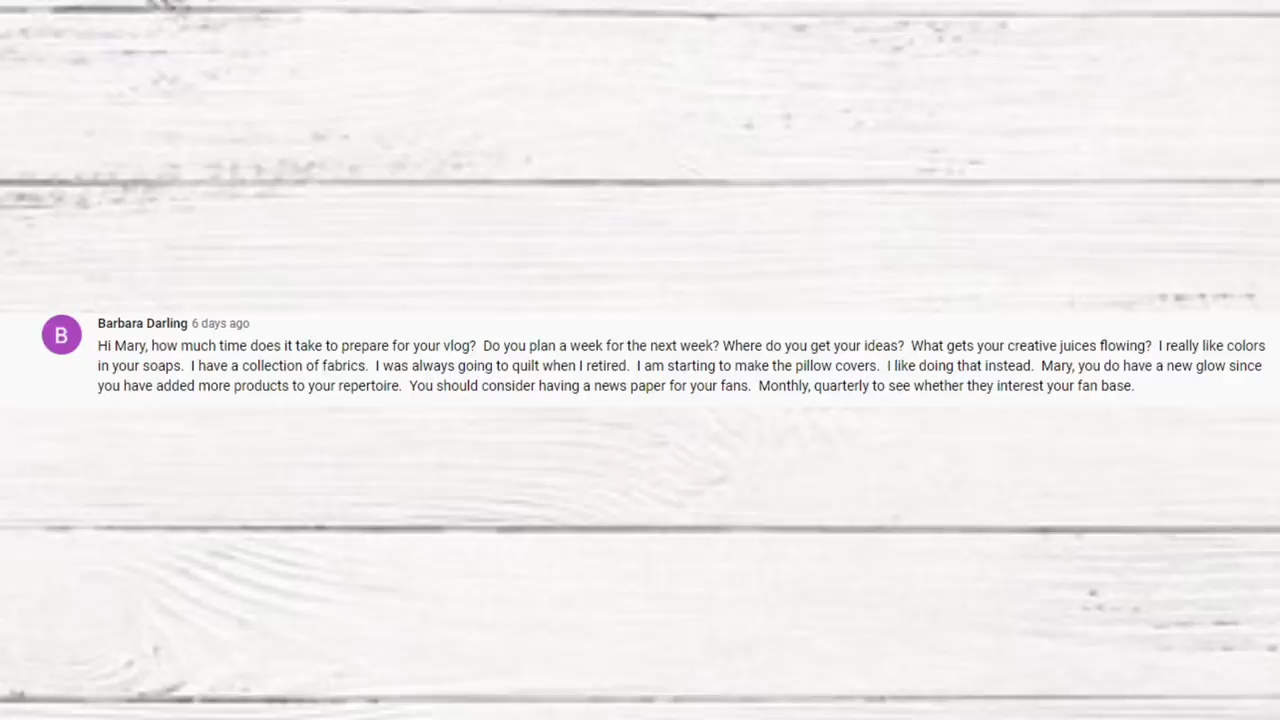 B
Barbara Darling 6 days ago
Hi Mary, how much time does it take to prepare for your vlog?  Do you plan a week for the next week? Where do you get your ideas?  What gets your creative juices flowing?  I really like colors
in your soaps.  I have a collection of fabrics.  I was always going to quilt when I retired.  I am starting to make the pillow covers.  I like doing that instead.  Mary, you do have a new glow since
you have added more products to your repertoire.  You should consider having a news paper for your fans.  Monthly, quarterly to see whether they interest your fan base.